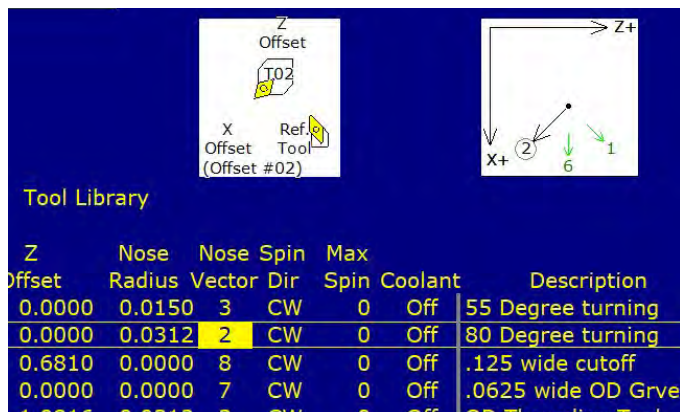 Z
Offset
T02
X Ref.
Offset Tool
(Offset #02)
Z+
X+ 2 6 1
Tool Library
Z Nose Nose Spin Max
Offset Radius Vector Dir Spin Coolant Description
0.0000 0.0150 3 CW 0 Off 55 Degree turning
0.0000 0.0312 2 CW 0 Off 80 Degree turning
0.6810 0.0000 8 CW 0 Off .125 wide cutoff
0.0000 0.0000 7 CW 0 Off .0625 wide OD Grve